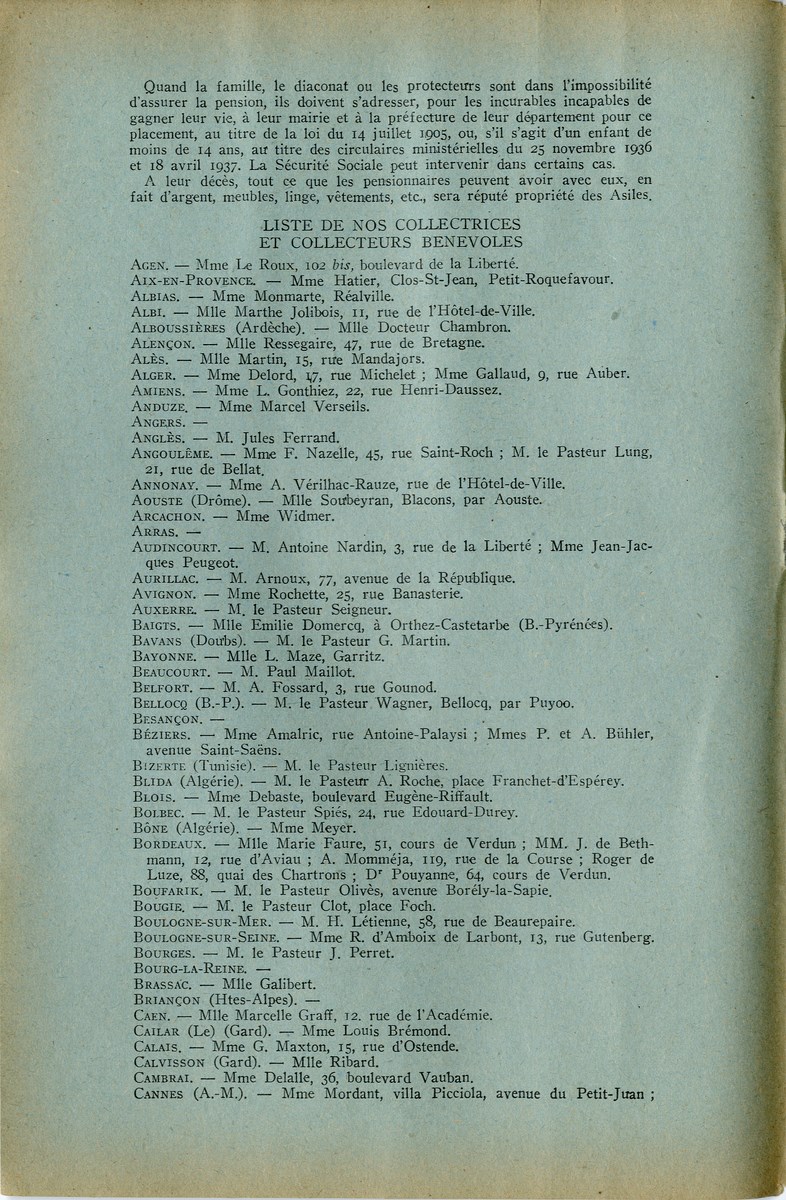 Quand la famille, le diaconat ou les protecteurs sont dans l'impossibilité
d'assurer la pension, ils doivent s'adresser, pour les incurables incapables de
gagner leur vie, à leur mairie et à la préfecture de leur département pour ce
placement, au titre de la loi du 14 juillet 1905, ou, s'il s'agit d'un enfant de
moins de 14 ans, au titre des circulaires ministérielles du 25 novembre 1936
et 18 avril 1937. La Sécurité Sociale peut intervenir dans certains cas.
A leur décès, tout ce que les pensionnaires peuvent avoir avec eux, en
fait d'argent, meubles, linge, vêtements, etc., sera réputé propriété des Asiles.
LISTE DE NOS COLLECTRICES
ET COLLECTEURS BENEVOLES
AGEN. — Mme Le Roux, 102 bis, boulevard de la Liberté.
AIX-EN-PROVENCE. — Mme Hatier, Clos-St-Jean, Petit-Roquefavour.
ALBIAS. — Mme Monmarte, Réalville.
ALBI. — Mlle Marthe Jolibois, 11, rue de l'Hôtel-de-Ville.
ALBOUSSIÈRES (Ardèche). — Mlle Docteur Chambron.
ALENÇON. — Mlle Ressegaire, 47, rue de Bretagne.
ALÈS. — Mlle Martin, 15, rue Mandajors.
ALGER. — Mme Delord, 47, rue Michelet ; Mme Gallaud, 9, rue Auber.
AMIENS. — Mme L. Gonthiez, 22, rue Henri-Daussez.
ANDUZE. — Mme Marcel Verseils.
ANGERS. —
ANGLÈS. — M. Jules Ferrand.
ANGOULÊME. — Mme F. Nazelle, 45, rue Saint-Roch ; M. le Pasteur Lung,
21, rue de Bellat.
ANNONAY. — Mme A. Vérilhac-Rauze, rue de l'Hôtel-de-Ville.
AOUSTE (Drôme). — Mlle Soubeyran, Blacons, par Aouste.
ARCACHON. — Mme Widmer.
ARRAS. —
AUDINCOURT. — M. Antoine Nardin, 3, rue de la Liberté ; Mme Jean-Jac-
ques Peugeot.
AURILLAC. — M. Arnoux, 77, avenue de la République.
AVIGNON. — Mme Rochette, 25, rue Banasterie.
AUXERRE. — M. le Pasteur Seigneur.
BAIGTS. — Mlle Emilie Domercq, à Orthez-Castetarbe (B.-Pyrénées).
BAVANS (Doubs). — M. le Pasteur G. Martin.
BAYONNE. — Mlle L. Maze, Garritz.
BEAUCOURT. — M. Paul Maillot.
BELFORT. — M. A. Fossard, 3, rue Gounod.
BELLOCQ (B.-P.). — M. le Pasteur Wagner, Bellocq, par Puyoo.
BESANÇON. —
BÉZIERS. — Mme Amalric, rue Antoine-Palaysi ; Mmes P. et A. Bühler,
avenue Saint-Saëns.
BIZERTE (Tunisie). — M. le Pasteur Lignières.
BLIDA (Algérie). — M. le Pasteur A. Roche, place Franchet-d'Espérey.
BLOIS. — Mme Debaste, boulevard Eugène-Riffault.
BOLBEC. — M. le Pasteur Spiés, 24, rue Edouard-Durey.
BÔNE (Algérie). — Mme Meyer.
BORDEAUX. — Mlle Marie Faure, 51, cours de Verdun ; MM. J. de Beth-
mann, 12, rue d'Aviau ; A. Momméja, 119, rue de la Course ; Roger de
Luze, 88, quai des Chartrons ; Dr Pouyanne, 64, cours de Verdun.
BOUFARIK. — M. le Pasteur Olivès, avenue Borély-la-Sapie.
BOUGIE. — M. le Pasteur Clot, place Foch.
BOULOGNE-SUR-MER. — M. H. Létienne, 58, rue de Beaurepaire.
BOULOGNE-SUR-SEINE. — Mme R. d'Amboix de Larbont, 13, rue Gutenberg.
BOURGES. — M. le Pasteur J. Perret.
BOURG-LA-REINE. —
BRASSAC. — Mlle Galibert.
BRIANÇON (Htes-Alpes). —
CAEN. — Mlle Marcelle Graff, 12. rue de l'Académie.
CAILAR (Le) (Gard). — Mme Louis Brémond.
CALAIS. — Mme G. Maxton, 15, rue d'Ostende.
CALVISSON (Gard). — Mlle Ribard.
CAMBRAI. — Mme Delalle, 36, boulevard Vauban.
CANNES (A.-M.). — Mme Mordant, villa Picciola, avenue du Petit-Juan ;